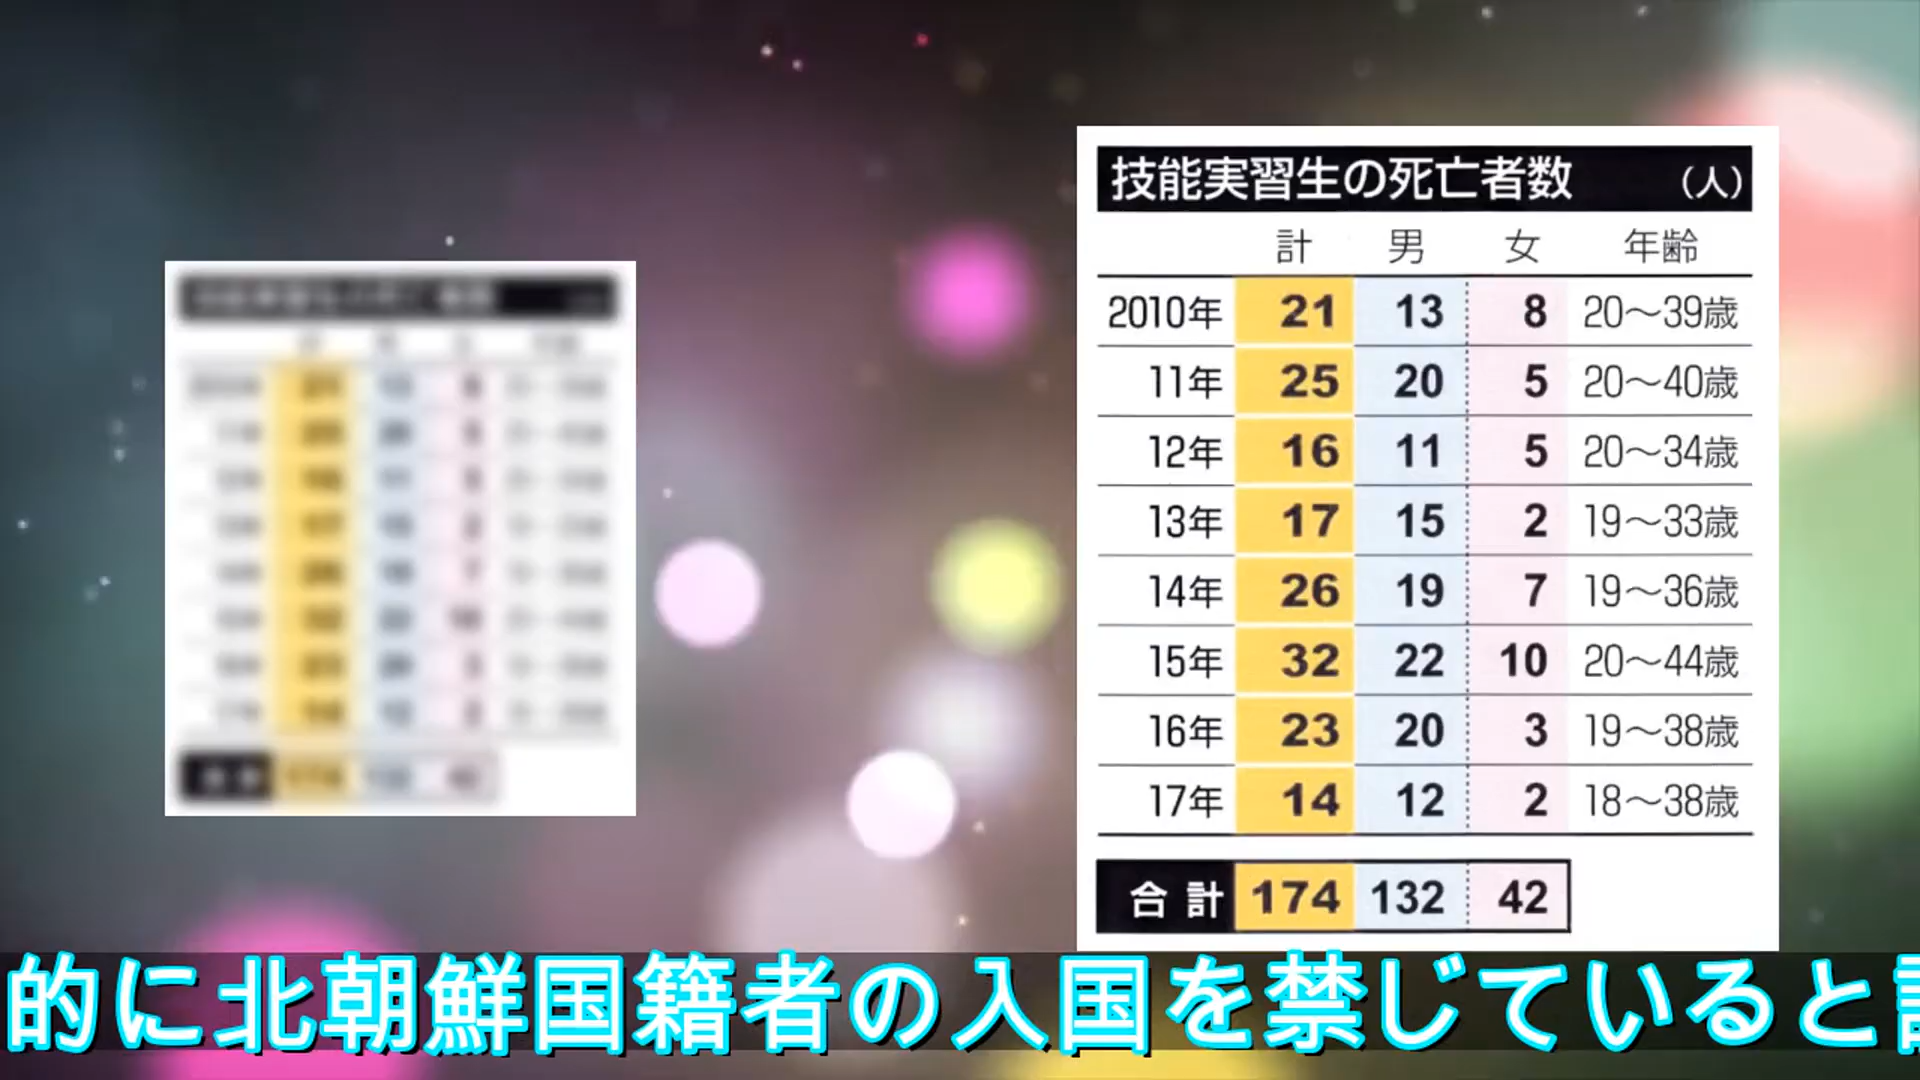 技能実習生の死亡者数 （人）
計 男 女 年齢
2010年 21 13 8 20〜39歳
11年 25 20 5 20〜40歳
12年 16 11 5 20〜34歳
13年 17 15 2 19〜33歳
14年 26 19 7 19〜36歳
15年 32 22 10 20〜44歳
16年 23 20 3 19〜38歳
17年 14 12 2 18〜38歳
合計 174 132 42
的に北朝鮮国籍者の入国を禁じていると